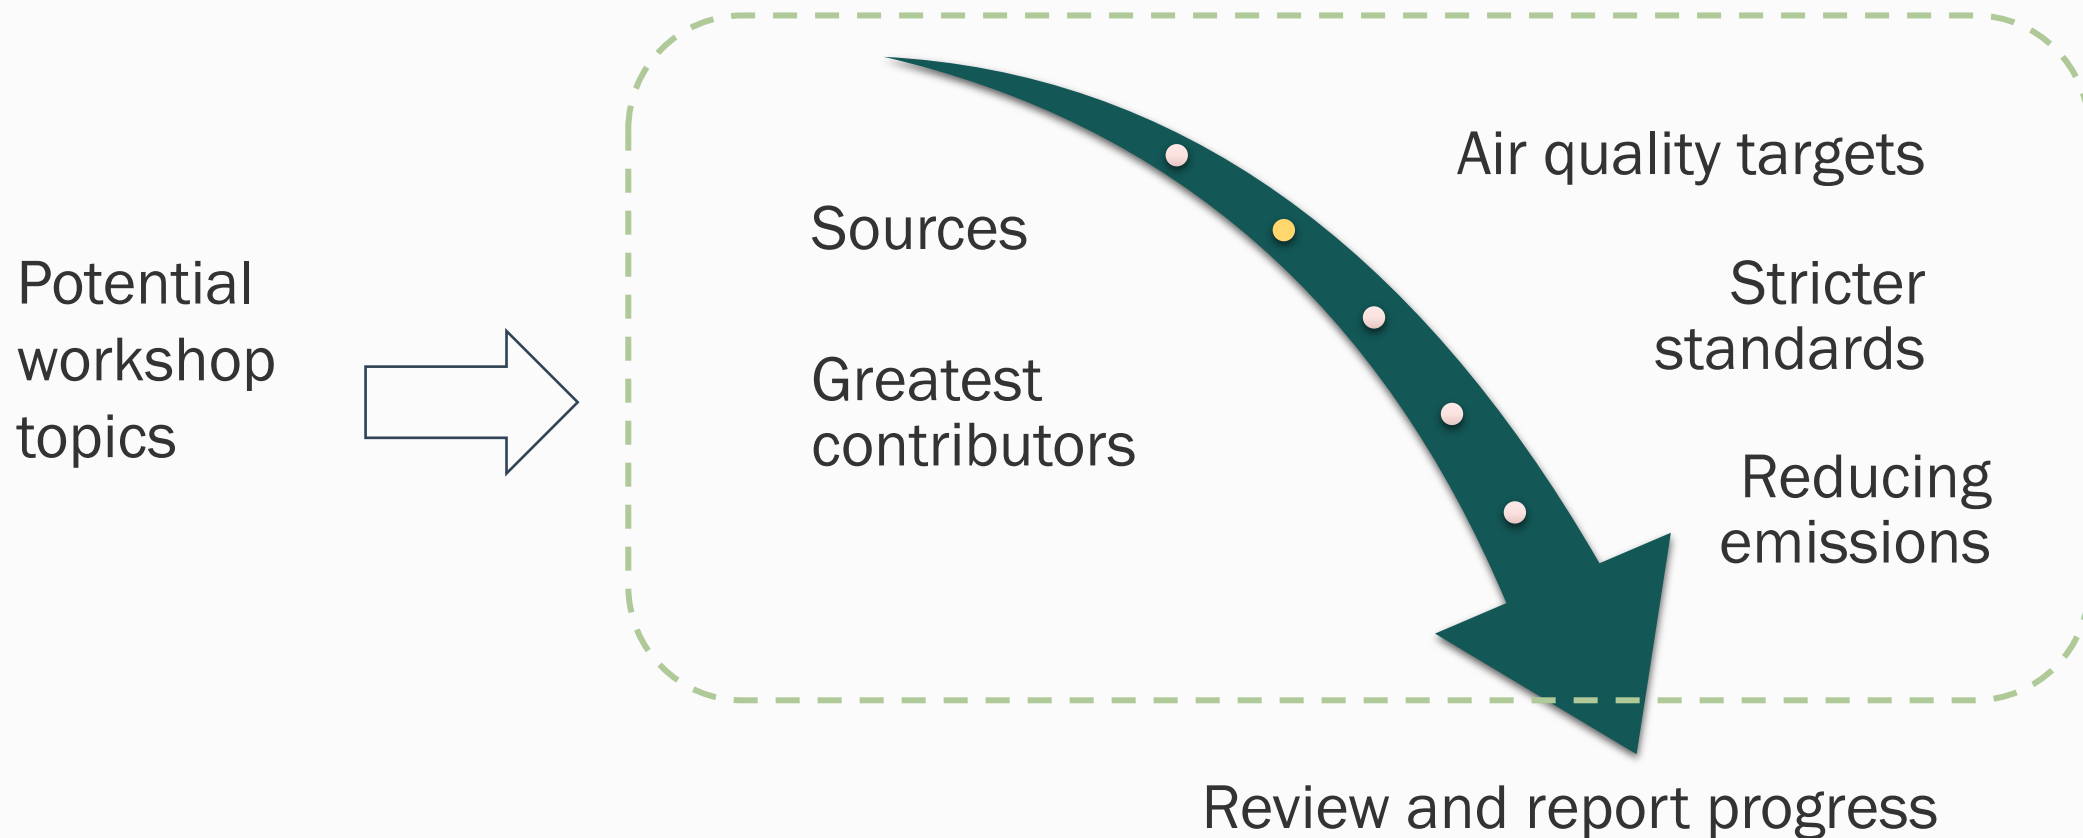 Potential
workshop
topics
Sources
Greatest
contributors
Air quality targets
Stricter
standards
Reducing
emissions
Review and report progress